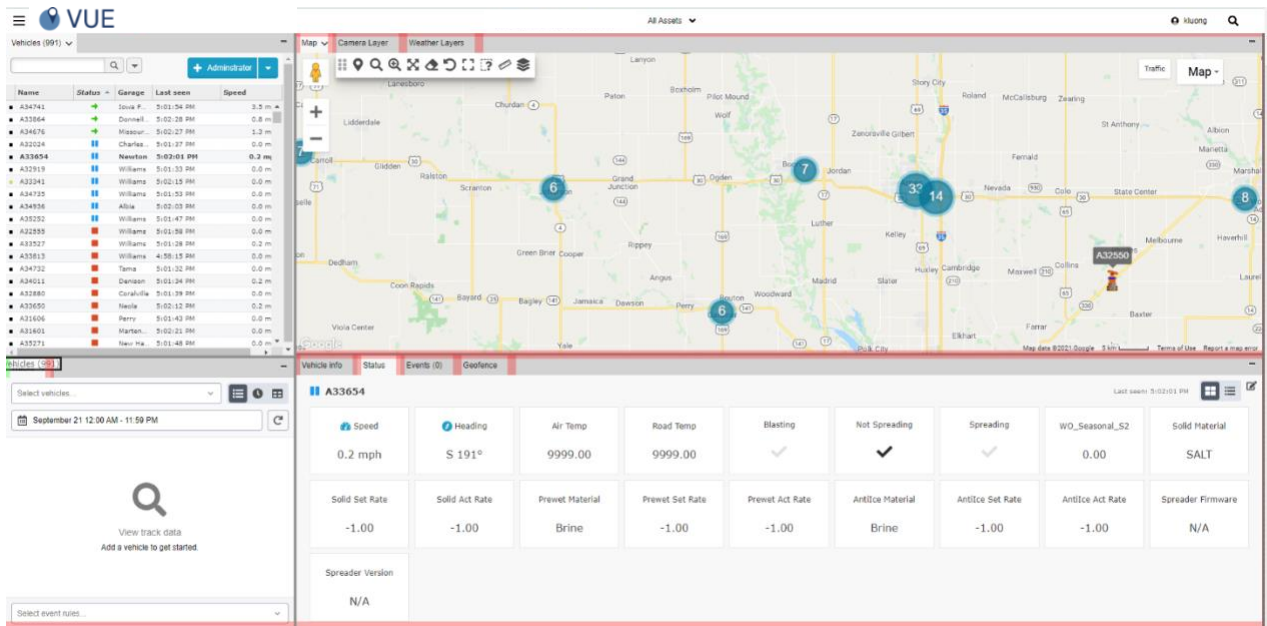 VUE
All Assets
kluong
Vehicles (991)
+ Adminstrator
Name Status Garage Last seen Speed
A34741 Iowa F... 5:01:54 PM 3.5 m
A33864 Donnell... 5:02:28 PM 0.8 m
A34676 Missour... 5:02:27 PM 1.3 m
A32024 Charles... 5:01:37 PM 0.0 m
A33654 Newton 5:02:01 PM 0.2 m
A32919 Williams 5:01:33 PM 0.0 m
A33341 Williams 5:02:15 PM 0.0 m
A34735 Williams 5:01:53 PM 0.0 m
A34936 Albia 5:02:03 PM 0.0 m
A35252 Williams 5:01:47 PM 0.0 m
Williams 5:01:58 PM 0.0 m
A33527 Williams 5:01:28 PM 0.2 m
A33813 Williams 4:58:15 PM 0.0 m
A34732 Tama 5:01:32 PM 0.0 m
A34011 Denison 5:01:34 PM 0.2 m
A32880 Coralville 5:01:39 PM 0.0 m
A33650 Neola 5:02:12 PM 0.2 m
A31606 Perry 5:01:43 PM 0.0 m
A31601 Marten... 5:02:21 PM 0.0 m
A35271 New Ha... 5:01:48 PM 0.0 m
Map Camera Layer Weather Layers
Traffic
Map
Lanesboro
Churdan
Lidderdale
Paton
Lanyon
Boxholm
Pilot Mound
Wolf
Story City
Roland
McCallsburg
Zearing
Zenorsville
Gilbert
St Anthony
Albion
Marietta
Marshal
Carroll
Glidden
Ralston
Scranton
Grand Junction
Ogden
Jordan
Fernald
Nevada
Colo
State Center
7
6
7
14
8
Luther
Kelley
Rippey
Green Brier
Cooper
Dedham
Melbourne
Haverhill
A32550
Coon Rapids
Bayard
Bagley
Jamaica
Dawson
Angus
Perry
Woodward
Madrid
Slater
Huxley
Cambridge
Maxwell
Collins
Laurel
6
Baxter
Viola Center
Yale
Polk City
Elkhart
Farrar
Google
Map data ©2021 Google 5 km Terms of Use Report a map error
Vehicles (991)
Select vehicles...
September 21 12:00 AM - 11:59 PM
View track data
Add a vehicle to get started.
Select event rules...
Vehicle Info Status Events (0) Geofence
A33654
Last seen: 5:02:01 PM
Speed Heading Air Temp Road Temp Blasting Not Spreading Spreading WO_Seasonal_S2 Solid Material
0.2 mph S 191° 9999.00 9999.00 0.00 SALT
Solid Set Rate Solid Act Rate Prewet Material Prewet Set Rate Prewet Act Rate AntiIce Material AntiIce Set Rate AntiIce Act Rate Spreader Firmware
-1.00 -1.00 Brine -1.00 -1.00 Brine -1.00 -1.00 N/A
Spreader Version
N/A